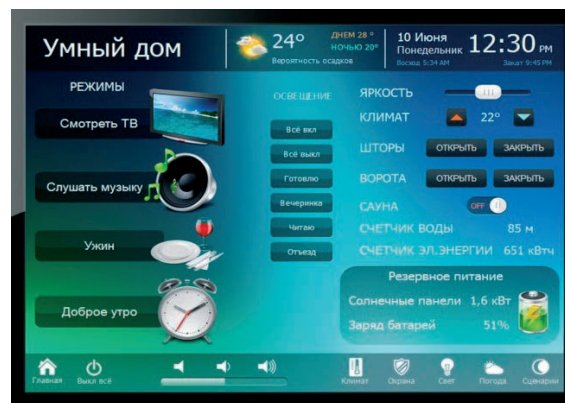 Умный дом
24°
ДНЕМ 28 °
НОЧЬЮ 20°
Вероятность осадков
10 Июня
Понедельник
12:30 PM
Восход 5:34 AM
Закат 9:45 PM
РЕЖИМЫ
Смотреть ТВ
Слушать музыку
Ужин
Доброе утро
ОСВЕЩЕНИЕ
Всё вкл
Всё выкл
Готовлю
Вечеринка
Читаю
Отъезд
ЯРКОСТЬ
КЛИМАТ 22°
ШТОРЫ ОТКРЫТЬ ЗАКРЫТЬ
ВОРОТА ОТКРЫТЬ ЗАКРЫТЬ
САУНА OFF
СЧЕТЧИК ВОДЫ 85 м
СЧЕТЧИК ЭЛ.ЭНЕРГИИ 651 кВтч
Резервное питание
Солнечные панели 1,6 кВт
Заряд батарей 51%
Главная
Выкл всё
Климат
Охрана
Свет
Погода
Сценарии